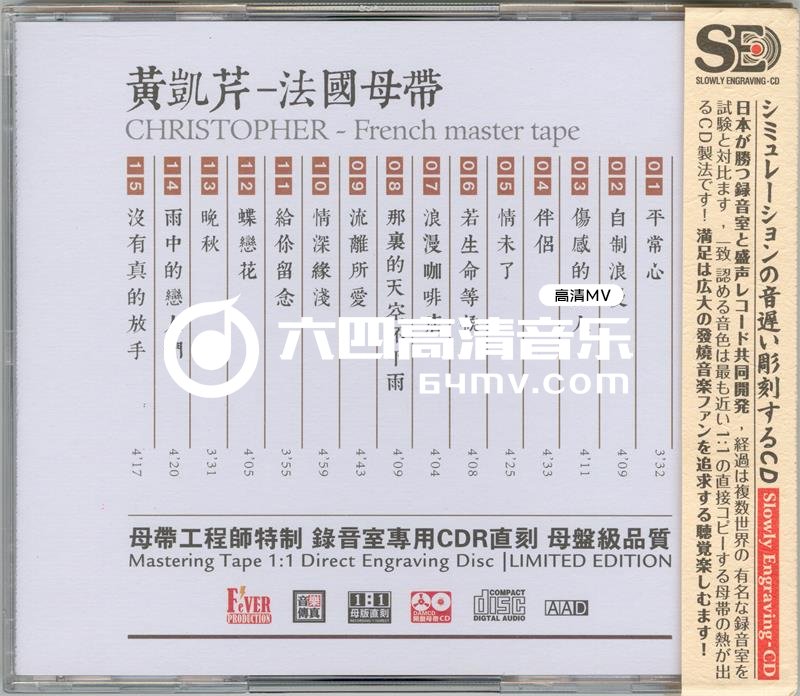 黃凱芹－法國母帶
CHRISTOPHER - French master tape
01 平常心 3'32
02 自制浪 4'09
03 傷感的 人 4'11
04 伴侶 4'33
05 情未了 4'25
06 若生命等 4'08
07 浪漫咖啡 4'04
08 那裏的天空不下雨 4'09
09 流離所愛 4'43
10 情深緣淺 4'59
11 給你留念 3'55
12 蝶戀花 4'05
13 晚秋 3'31
14 雨中的戀人們 4'20
15 沒有真的放手 4'17
高清MV
六四高清音乐
64mv.com
母帶工程師特制 錄音室專用CDR直刻 母盤級品質
Mastering Tape 1:1 Direct Engraving Disc |LIMITED EDITION
FEVER PRODUCTION
音樂傳真
1:1 母版直刻
DAMCD 開盤母帶CD
COMPACT disc DIGITAL AUDIO
AAD
SE
SLOWLY ENGRAVING-CD
シミュレーションの音遅い彫刻するCD Slowly Engraving-CD
日本が勝つ録音室と盛声レコード共同開発，経過は複数世界の 有名な録音室を
試験と対比ます，一致 認める音色は最も近い 1:1 の直接コピーする母帯の熱が出
るCD製法です！満足は広大の發燒音楽ファンを追求する聴覚楽しむます！